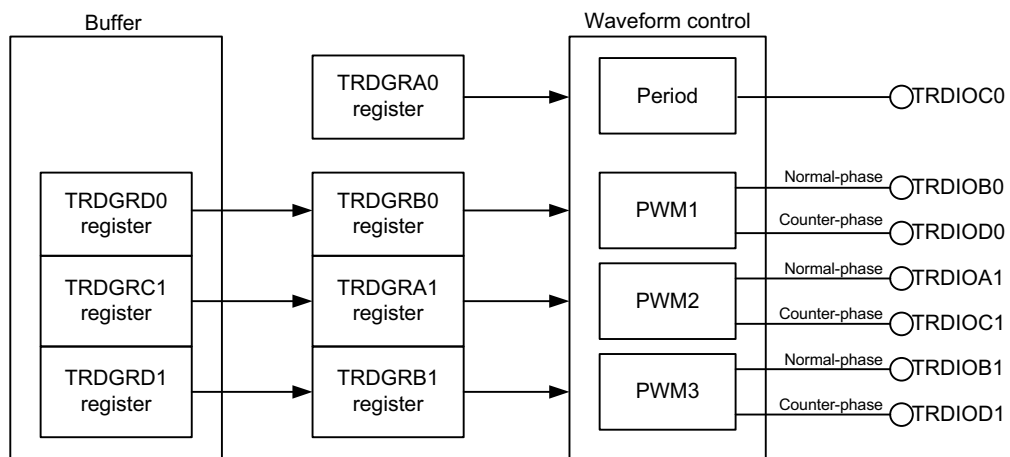 Buffer
Waveform control
TRDGRA0
register
Period
TRDIOC0
TRDGRD0
register
TRDGRB0
register
PWM1
Normal-phase
TRDIOB0
Counter-phase
TRDIOD0
TRDGRC1
register
TRDGRA1
register
PWM2
Normal-phase
TRDIOA1
Counter-phase
TRDIOC1
TRDGRD1
register
TRDGRB1
register
PWM3
Normal-phase
TRDIOB1
Counter-phase
TRDIOD1